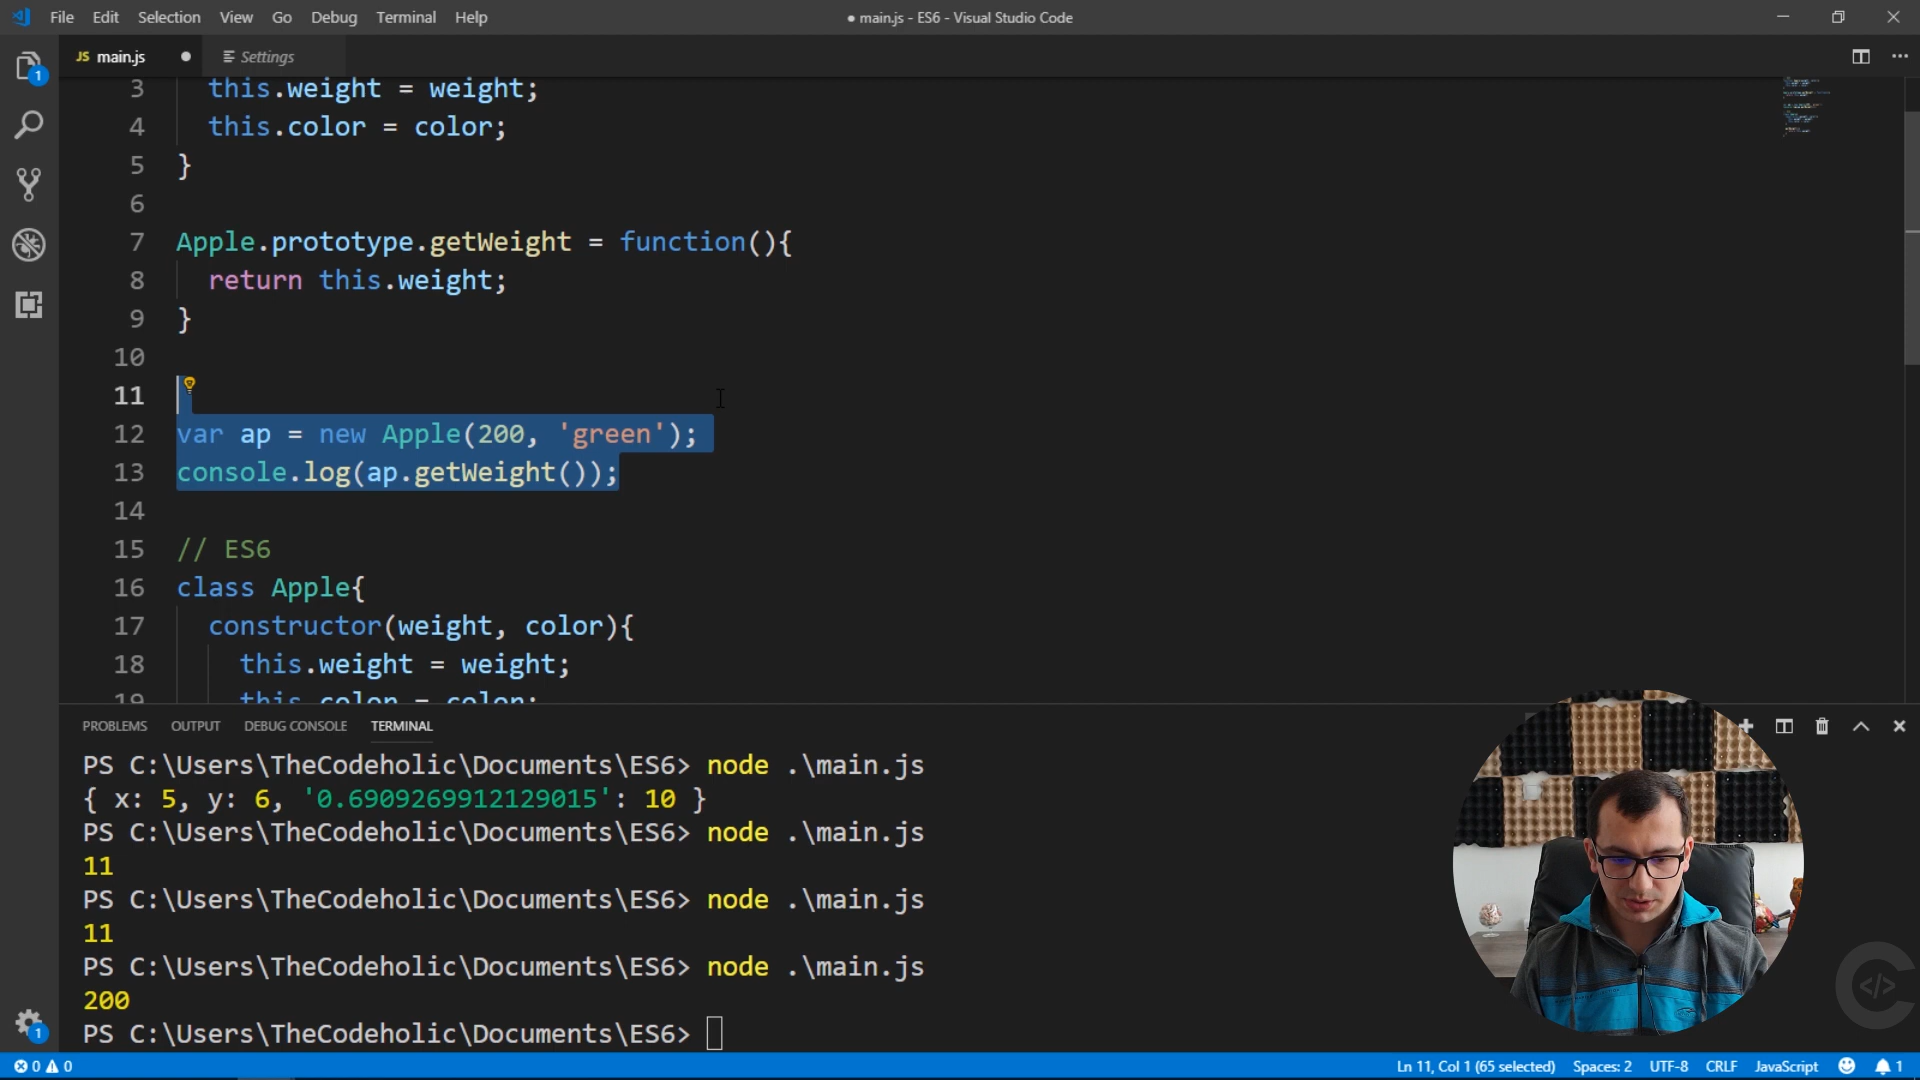 File Edit Selection View Go Debug Terminal Help
● main.js - ES6 - Visual Studio Code
1
JS main.js ●
Settings
3 this.weight = weight;
4 this.color = color;
5 }
6
7 Apple.prototype.getWeight = function(){
8 return this.weight;
9 }
10
11
12 var ap = new Apple(200, 'green');
13 console.log(ap.getWeight());
14
15 // ES6
16 class Apple{
17 constructor(weight, color){
18 this.weight = weight;
19 this.color = color;
PROBLEMS OUTPUT DEBUG CONSOLE TERMINAL
PS C:\Users\TheCodeholic\Documents\ES6> node .\main.js
{ x: 5, y: 6, '0.6909269912129015': 10 }
PS C:\Users\TheCodeholic\Documents\ES6> node .\main.js
11
PS C:\Users\TheCodeholic\Documents\ES6> node .\main.js
11
PS C:\Users\TheCodeholic\Documents\ES6> node .\main.js
200
PS C:\Users\TheCodeholic\Documents\ES6>
1
0 0
Ln 11, Col 1 (65 selected) Spaces: 2 UTF-8 CRLF JavaScript 1